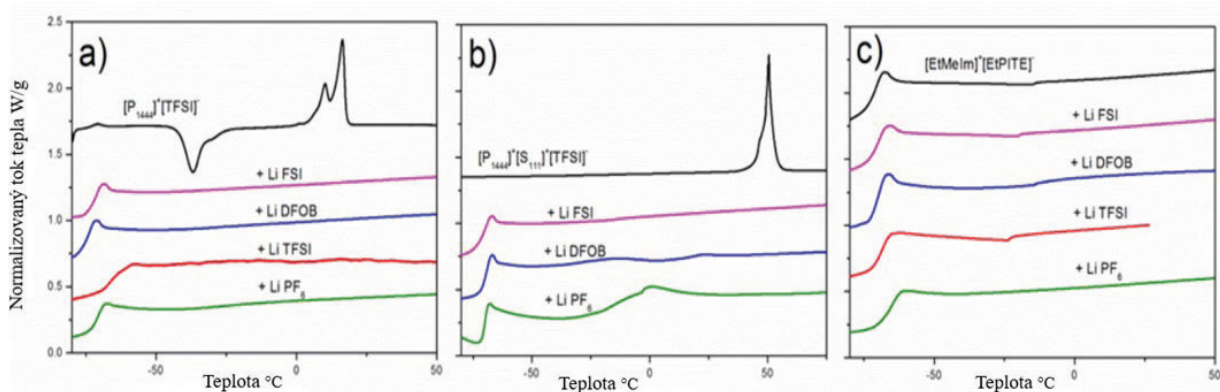 Normalizovaný tok tepla W/g
2.5
2.0
1.5
1.0
0.5
0.0
a)
[P₁₄₄₄]⁺[TFSI]⁻
+ Li FSI
+ Li DFOB
+ Li TFSI
+ Li PF₆
-50
0
50
Teplota °C
b)
[P₁₄₄₄]⁺[S₁₁₁]⁺[TFSI]⁻
+ Li FSI
+ Li DFOB
+ Li PF₆
-50
0
50
Teplota °C
c)
[EtMeIm]⁺[EtPITE]⁻
+ Li FSI
+ Li DFOB
+ Li TFSI
+ Li PF₆
-50
0
50
Teplota °C